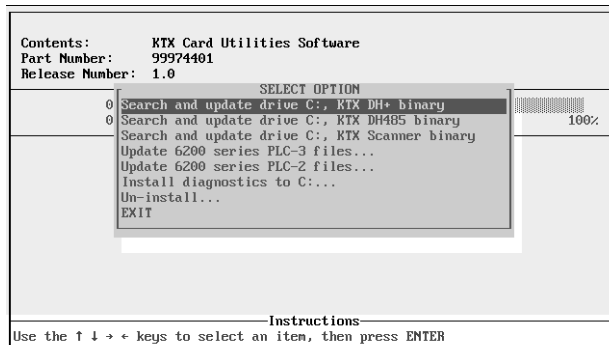 Contents: KTX Card Utilities Software
Part Number: 99974401
Release Number: 1.0
SELECT OPTION
0 Search and update drive C:, KTX DH+ binary
0 Search and update drive C:, KTX DH485 binary 100%
Search and update drive C:, KTX Scanner binary
Update 6200 series PLC-3 files...
Update 6200 series PLC-2 files...
Install diagnostics to C:...
Un-install...
EXIT
Instructions
Use the ↑ ↓ → ← keys to select an item, then press ENTER